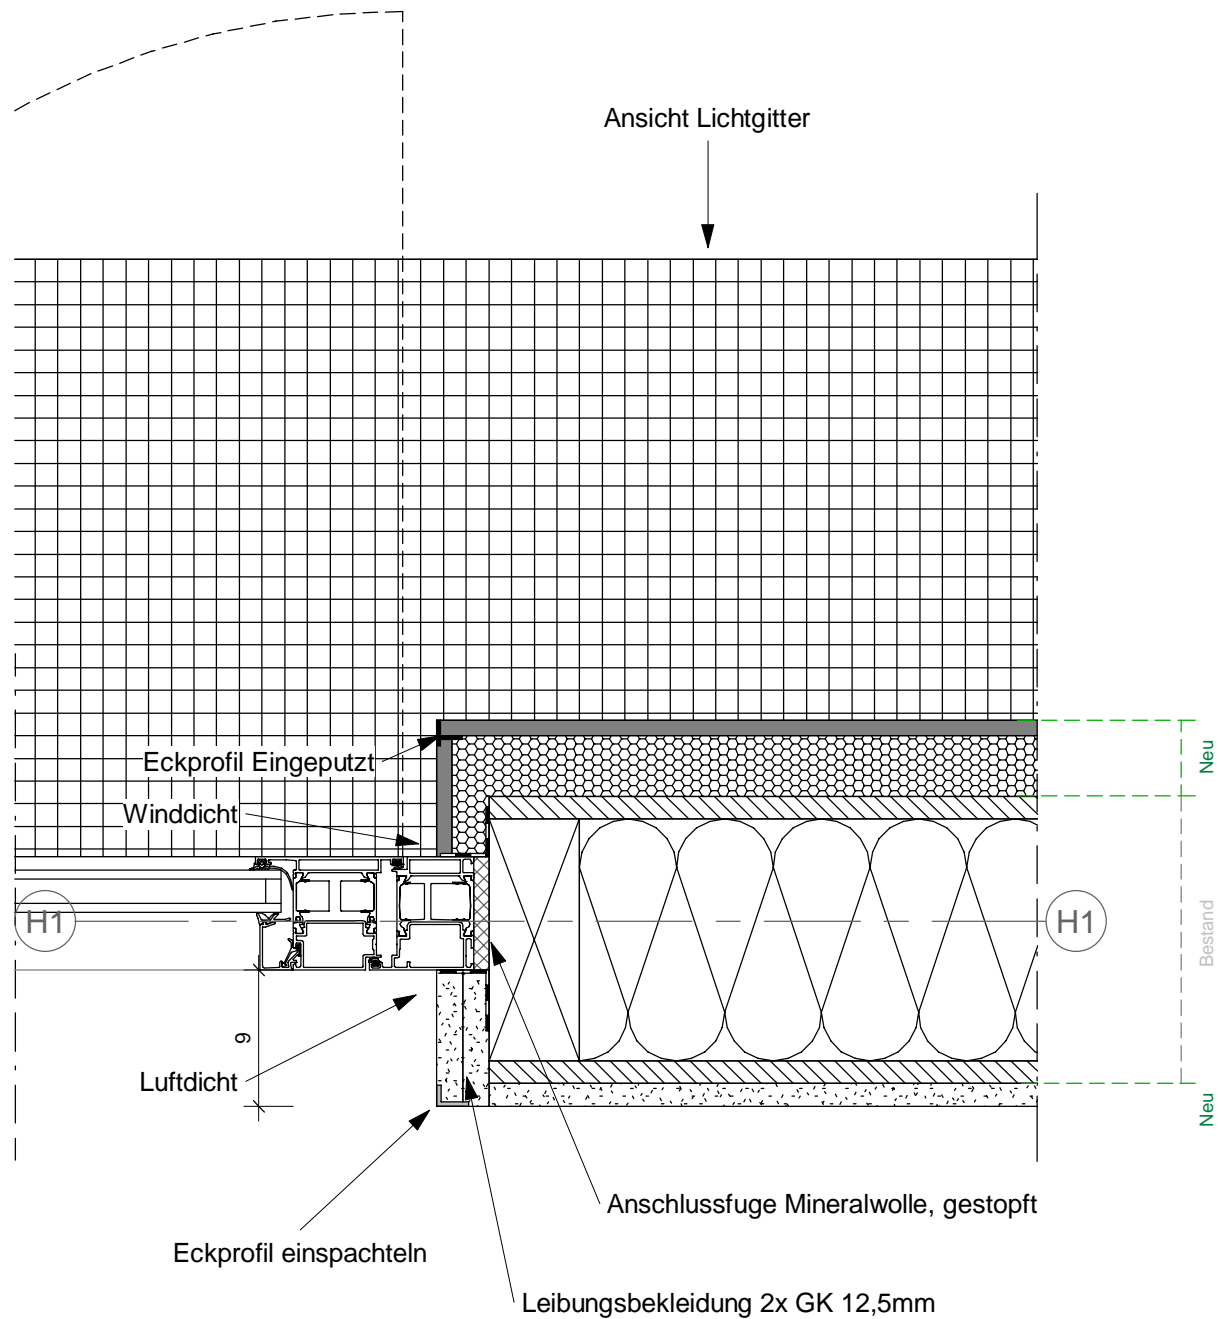 Ansicht Lichtgitter
Eckprofil Eingeputzt
Neu
Winddicht
H1
H1
Bestand
9
Luftdicht
Neu
Anschlussfuge Mineralwolle, gestopft
Eckprofil einspachteln
Leibungsbekleidung 2x GK 12,5mm